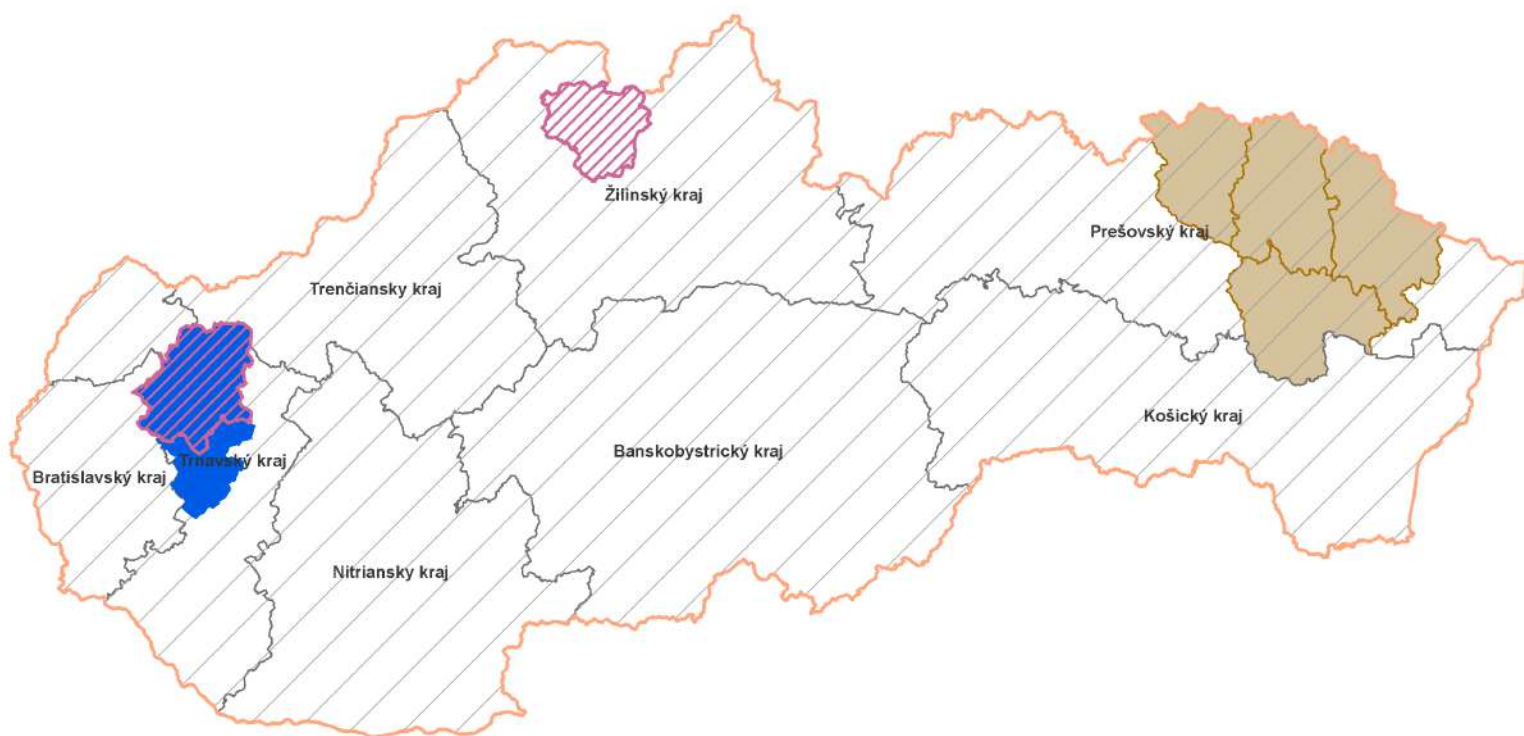 Žilinský kraj
Prešovský kraj
Trenčiansky kraj
Košický kraj
Banskobystrický kraj
Trnavský kraj
Bratislavský kraj
Nitriansky kraj